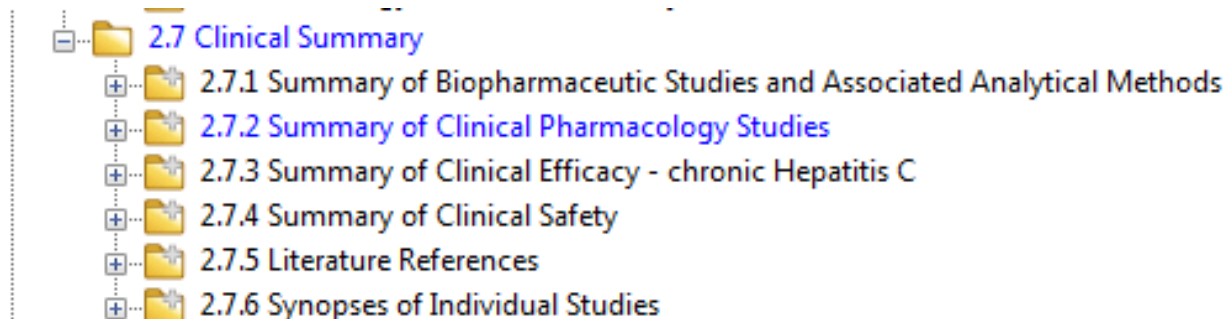 2.7 Clinical Summary
2.7.1 Summary of Biopharmaceutic Studies and Associated Analytical Methods
2.7.2 Summary of Clinical Pharmacology Studies
2.7.3 Summary of Clinical Efficacy - chronic Hepatitis C
2.7.4 Summary of Clinical Safety
2.7.5 Literature References
2.7.6 Synopses of Individual Studies